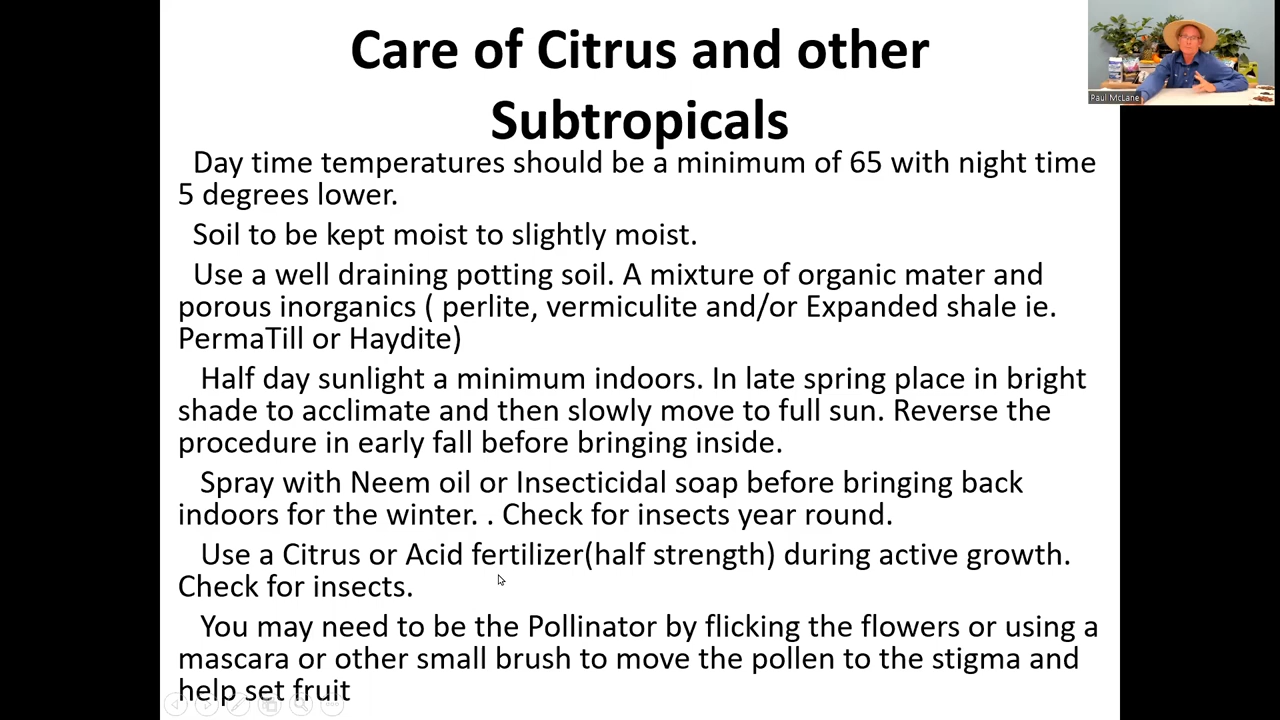 Care of Citrus and other
Subtropicals
Paul McLane
Day time temperatures should be a minimum of 65 with night time
5 degrees lower.
Soil to be kept moist to slightly moist.
Use a well draining potting soil. A mixture of organic mater and
porous inorganics ( perlite, vermiculite and/or Expanded shale ie.
PermaTill or Haydite)
Half day sunlight a minimum indoors. In late spring place in bright
shade to acclimate and then slowly move to full sun. Reverse the
procedure in early fall before bringing inside.
Spray with Neem oil or Insecticidal soap before bringing back
indoors for the winter. . Check for insects year round.
Use a Citrus or Acid fertilizer(half strength) during active growth.
Check for insects.
You may need to be the Pollinator by flicking the flowers or using a
mascara or other small brush to move the pollen to the stigma and
help set fruit